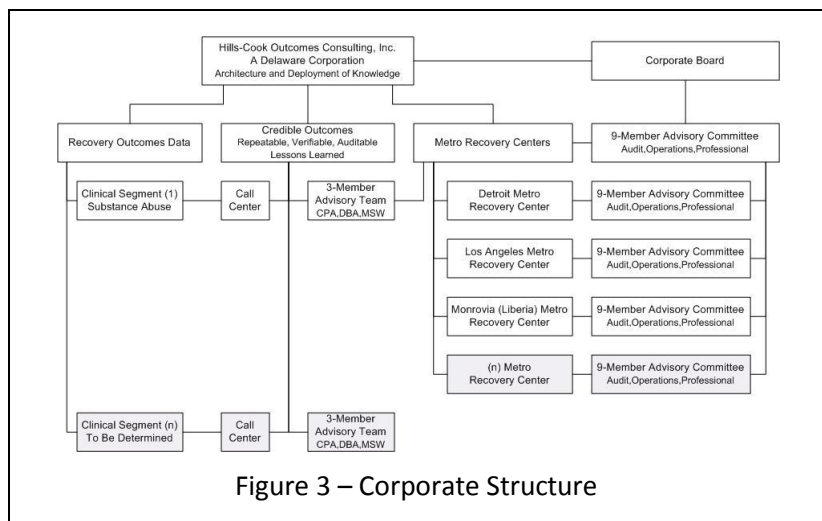 Hills-Cook Outcomes Consulting, Inc.
A Delaware Corporation
Architecture and Deployment of Knowledge
Corporate Board
Recovery Outcomes Data
Credible Outcomes
Repeatable, Verifiable, Auditable
Lessons Learned
Metro Recovery Centers
9-Member Advisory Committee
Audit,Operations,Professional
Clinical Segment (1)
Substance Abuse
Call
Center
3-Member
Advisory Team
CPA,DBA,MSW
Detroit Metro
Recovery Center
9-Member Advisory Committee
Audit,Operations,Professional
Los Angeles Metro
Recovery Center
9-Member Advisory Committee
Audit,Operations,Professional
Monrovia (Liberia) Metro
Recovery Center
9-Member Advisory Committee
Audit,Operations,Professional
(n) Metro
Recovery Center
9-Member Advisory Committee
Audit,Operations,Professional
Clinical Segment (n)
To Be Determined
Call
Center
3-Member
Advisory Team
CPA,DBA,MSW
Figure 3 – Corporate Structure